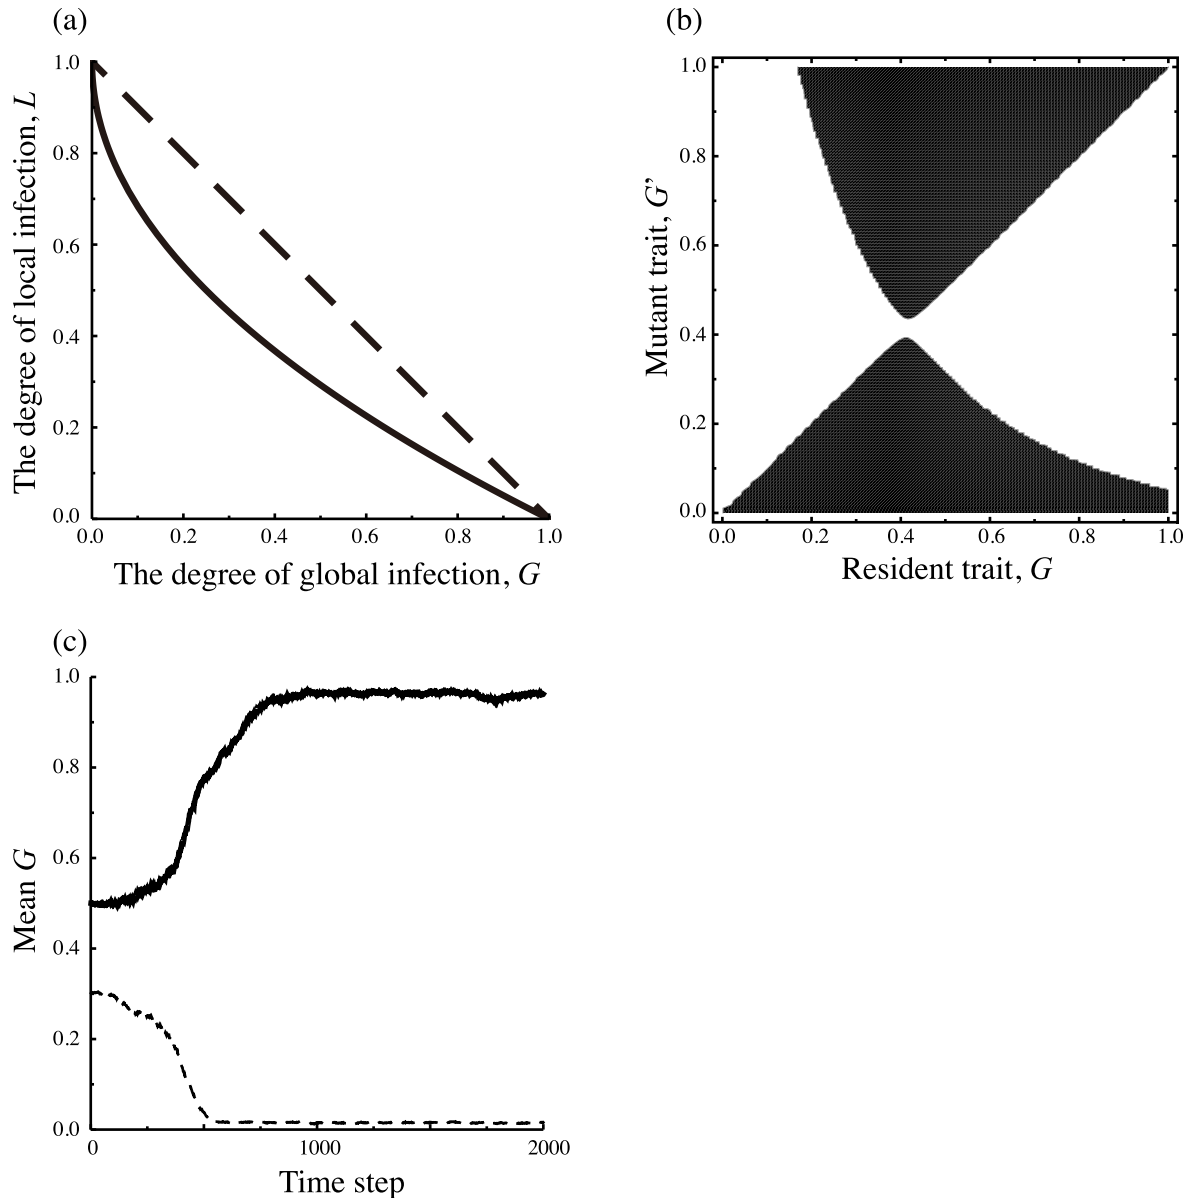 (a)
The degree of local infection, L
1.0
0.8
0.6
0.4
0.2
0.0
0.0 0.2 0.4 0.6 0.8 1.0
The degree of global infection, G
(b)
Mutant trait, G'
1.0
0.8
0.6
0.4
0.2
0.0
0.0 0.2 0.4 0.6 0.8 1.0
Resident trait, G
(c)
Mean G
1.0
0.8
0.6
0.4
0.2
0.0
0 1000 2000
Time step